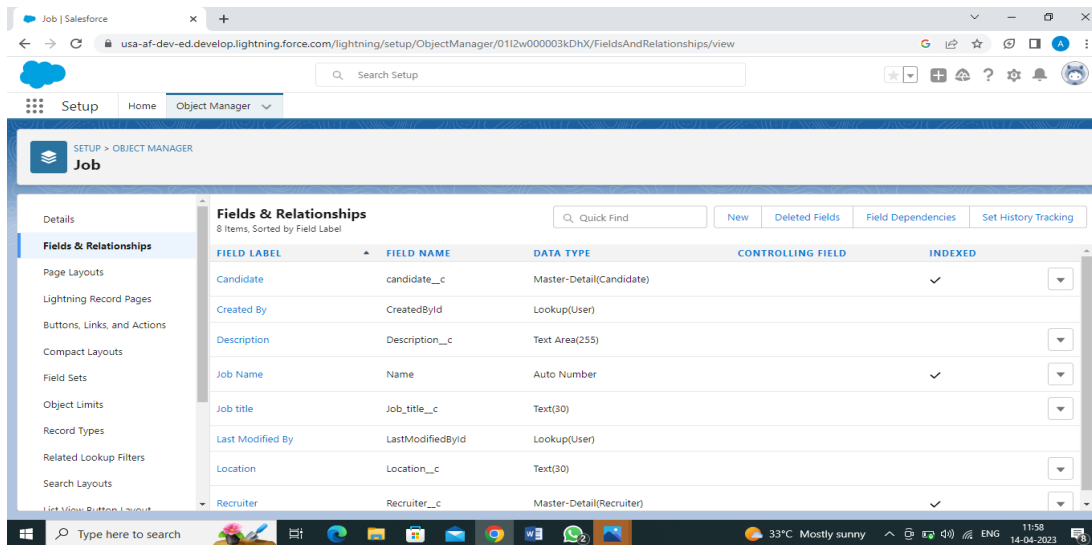 Job | Salesforce
usa-af-dev-ed.develop.lightning.force.com/lightning/setup/ObjectManager/01I2w000003kDhX/FieldsAndRelationships/view
G
A
Search Setup
Setup Home Object Manager
SETUP > OBJECT MANAGER
Job
Details
Fields & Relationships
Page Layouts
Lightning Record Pages
Buttons, Links, and Actions
Compact Layouts
Field Sets
Object Limits
Record Types
Related Lookup Filters
Search Layouts
List View Button Layout
Fields & Relationships
8 Items, Sorted by Field Label
Quick Find
New Deleted Fields Field Dependencies Set History Tracking
FIELD LABEL FIELD NAME DATA TYPE CONTROLLING FIELD INDEXED
Candidate candidate__c Master-Detail(Candidate)
Created By CreatedById Lookup(User)
Description Description__c Text Area(255)
Job Name Name Auto Number
Job title Job_title__c Text(30)
Last Modified By LastModifiedById Lookup(User)
Location Location__c Text(30)
Recruiter Recruiter__c Master-Detail(Recruiter)
Type here to search
33°C Mostly sunny
ENG
11:58
14-04-2023